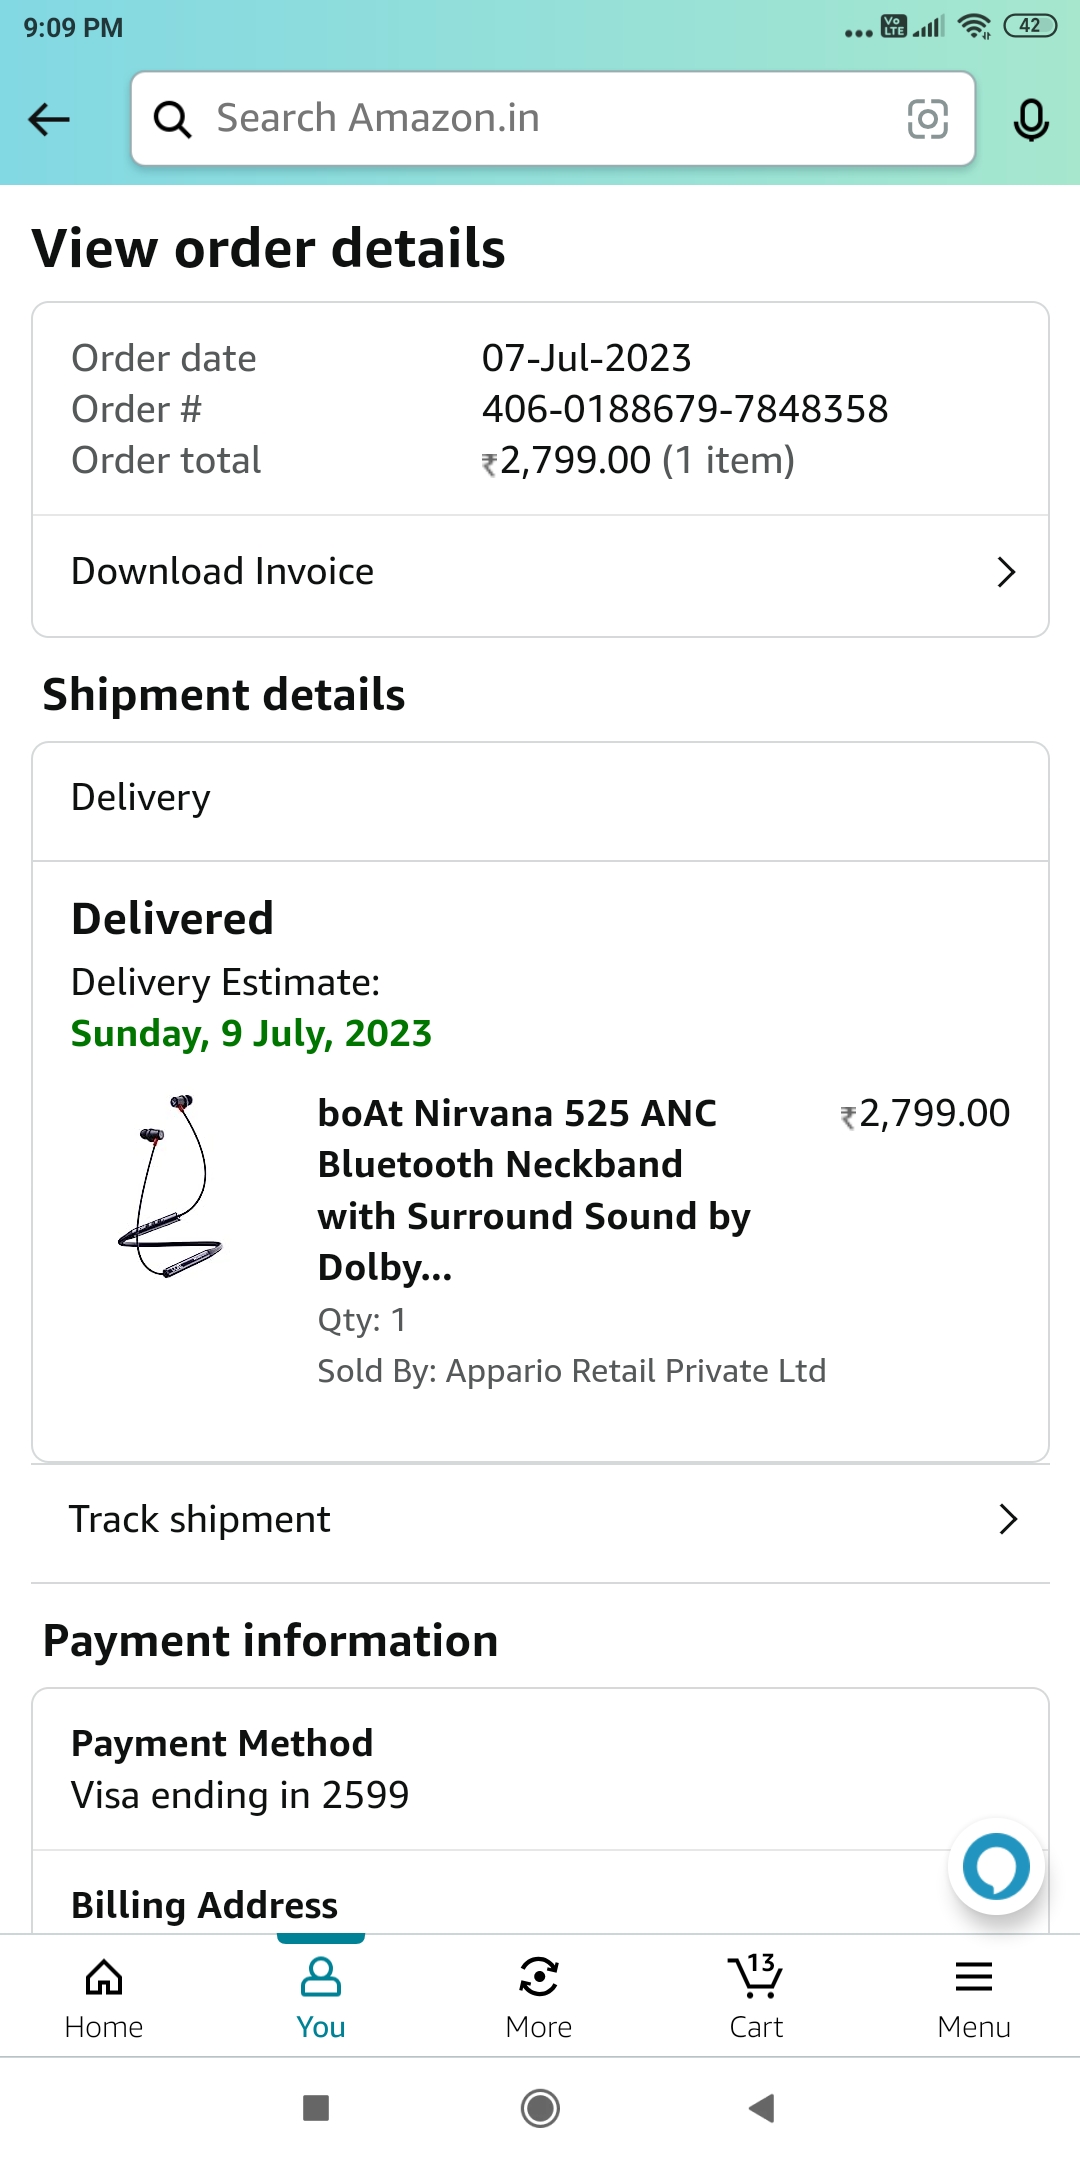 9:09 PM
Vo LTE
42
Search Amazon.in
View order details
Order date 07-Jul-2023
Order # 406-0188679-7848358
Order total ₹2,799.00 (1 item)
Download Invoice
Shipment details
Delivery
Delivered
Delivery Estimate:
Sunday, 9 July, 2023
boAt Nirvana 525 ANC ₹2,799.00
Bluetooth Neckband
with Surround Sound by
Dolby...
Qty: 1
Sold By: Appario Retail Private Ltd
Track shipment
Payment information
Payment Method
Visa ending in 2599
Billing Address
13
Home You More Cart Menu